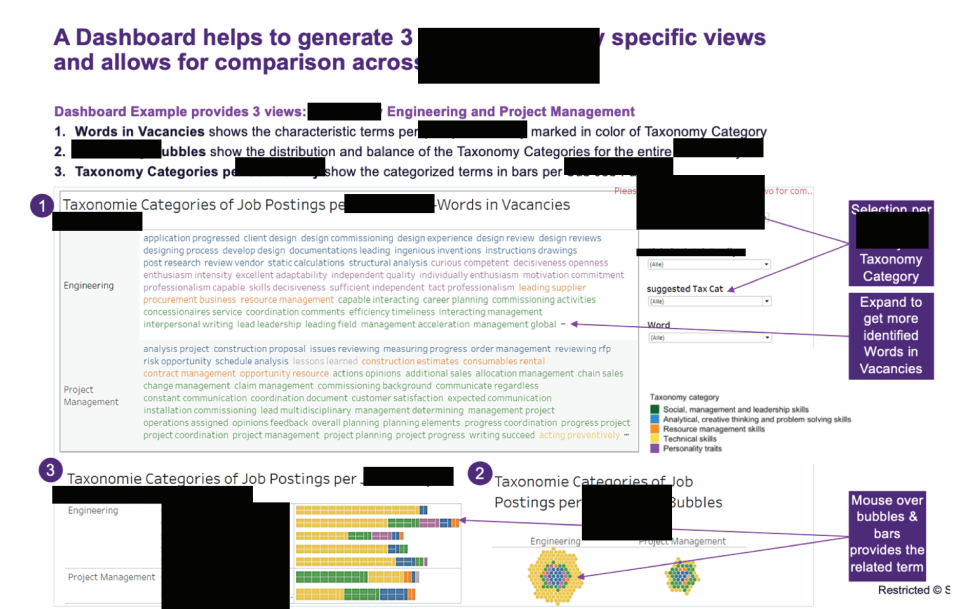 A Dashboard helps to generate 3 specific views
and allows for comparison across
Dashboard Example provides 3 views: Engineering and Project Management
1. Words in Vacancies shows the characteristic terms per marked in color of Taxonomy Category
2. ubbles show the distribution and balance of the Taxonomy Categories for the entire
3. Taxonomy Categories pe show the categorized terms in bars per
1
Taxonomie Categories of Job Postings pe -Words in Vacancies
Engineering
application progressed client design design commissioning design experience design review design reviews
designing process develop design documentations leading ingenious inventions instructions drawings
post research review vendor static calculations structural analysis curious competent decisiveness openness
enthusiasm intensity excellent adaptability independent quality individually enthusiasm motivation commitment
professionalism capable skills decisiveness sufficient independent tact professionalism leading supplier
procurement business resource management capable interacting career planning commissioning activities
concessionaires service coordination comments efficiency timeliness interacting management
interpersonal writing lead leadership leading field management acceleration management global –
Project
Management
analysis project construction proposal issues reviewing measuring progress order management reviewing rfp
risk opportunity schedule analysis lessons learned construction estimates consumables rental
contract management opportunity resource actions opinions additional sales allocation management chain sales
change management claim management commissioning background communicate regardless
constant communication coordination document customer satisfaction expected communication
installation commissioning lead multidisciplinary management determining management project
operations assigned opinions feedback overall planning planning elements progress coordination progress project
project coordination project management project planning project progress writing succeed acting preventively –
Pleas wo for com..
(Alle)
suggested Tax Cat
(Alle)
Word
(Alle)
Taxonomy category
Social, management and leadership skills
Analytical, creative thinking and problem solving skills
Resource management skills
Technical skills
Personality traits
Selection per
Taxonomy
Category
Expand to
get more
identified
Words in
Vacancies
3
Taxonomie Categories of Job Postings per
Engineering
Project Management
2
Taxonomie Categories of Job
Postings per Bubbles
Engineering Project Management
Mouse over
bubbles &
bars
provides the
related term
Restricted © S